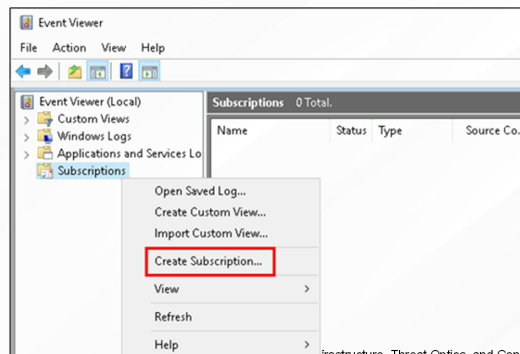 Event Viewer
File Action View Help
Event Viewer (Local)
Subscriptions 0 Total.
Custom Views
Name Status Type Source Co.
Windows Logs
Applications and Services Lo
Subscriptions
Open Saved Log...
Create Custom View...
Import Custom View...
Create Subscription...
View
Refresh
Help